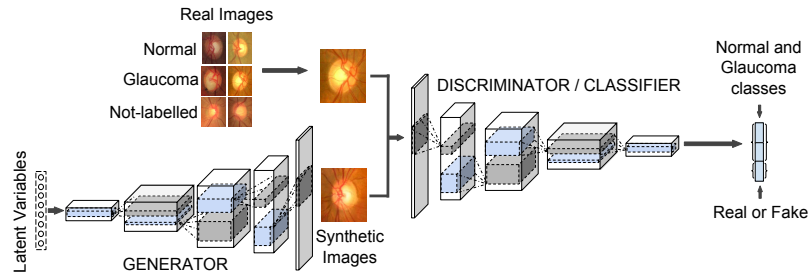 Real Images
Normal
Glaucoma
Not-labelled
Latent Variables
GENERATOR
Synthetic
Images
DISCRIMINATOR / CLASSIFIER
Normal and
Glaucoma
classes
Real or Fake